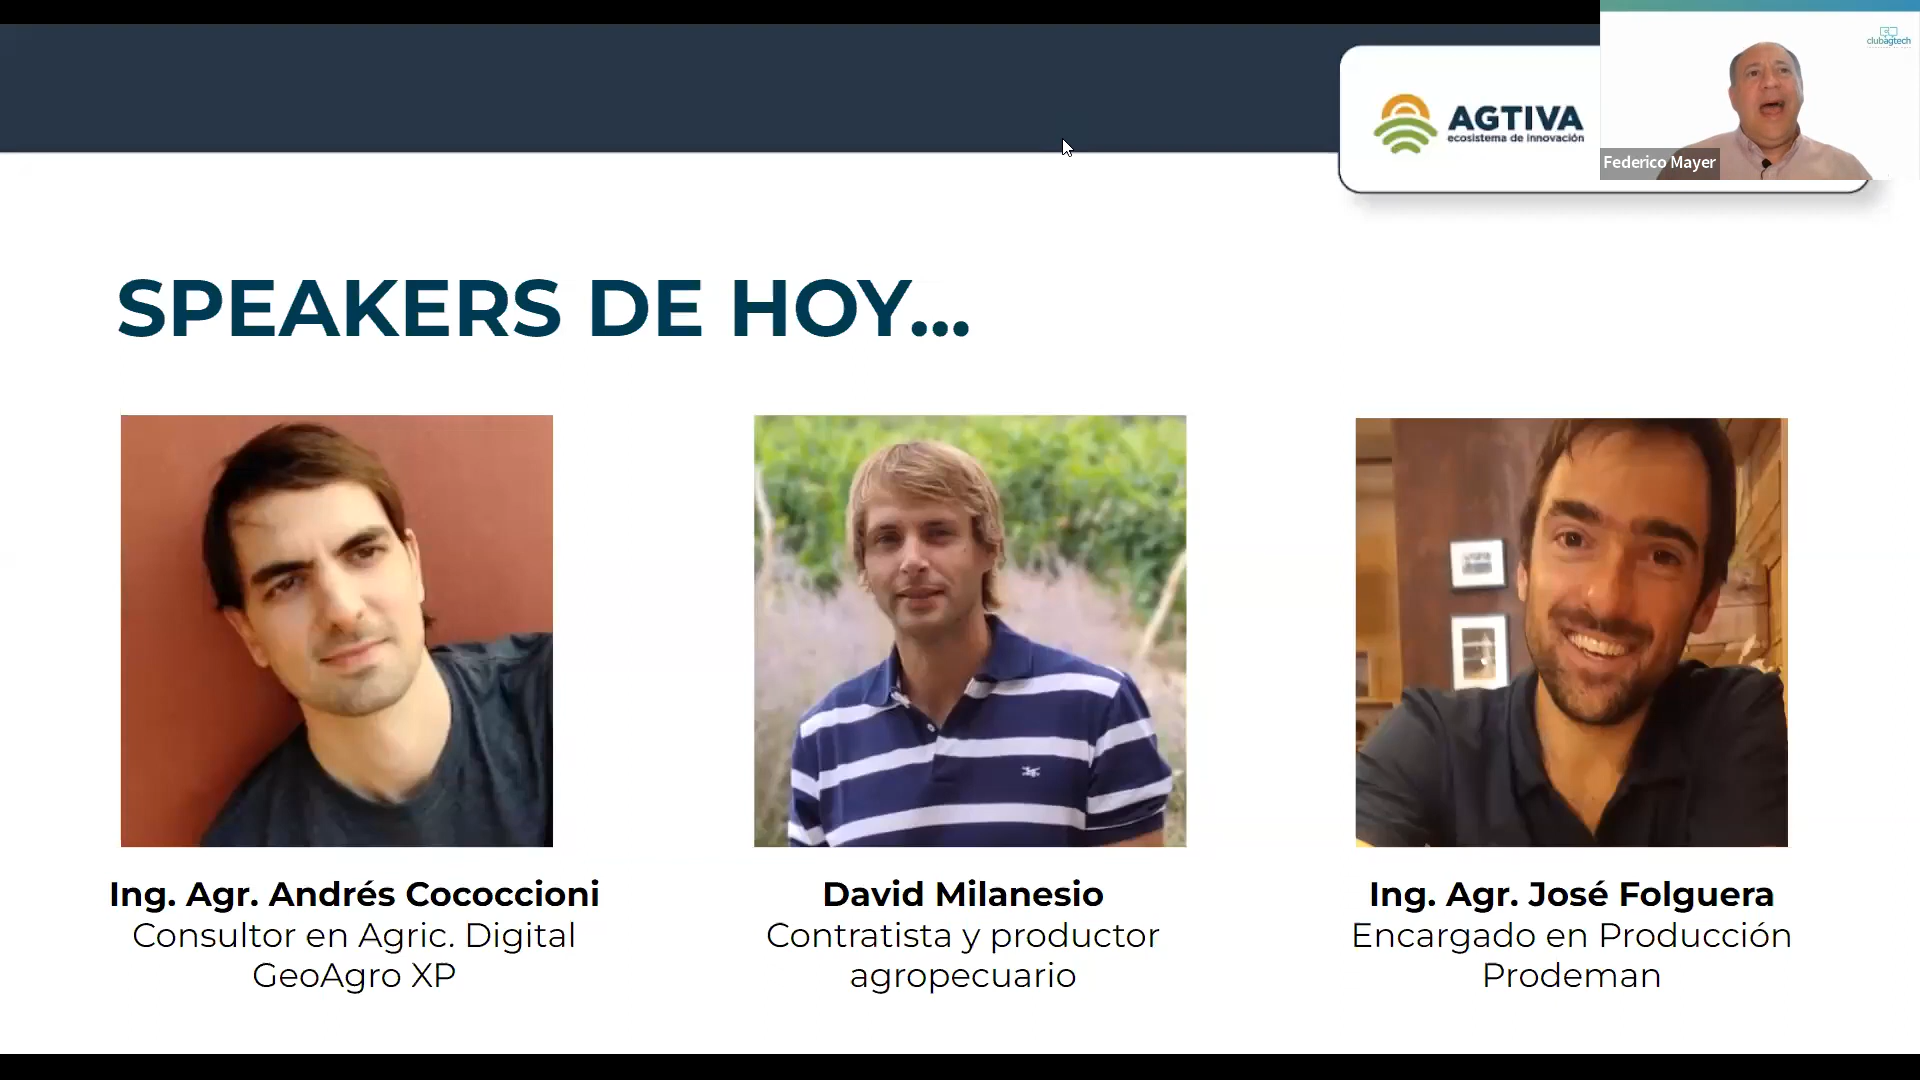 AGTIVA
ecosistema de innovación
clubagtech
Federico Mayer
SPEAKERS DE HOY...
Ing. Agr. Andrés Cococcioni
Consultor en Agric. Digital
GeoAgro XP
David Milanesio
Contratista y productor
agropecuario
Ing. Agr. José Folguera
Encargado en Producción
Prodeman